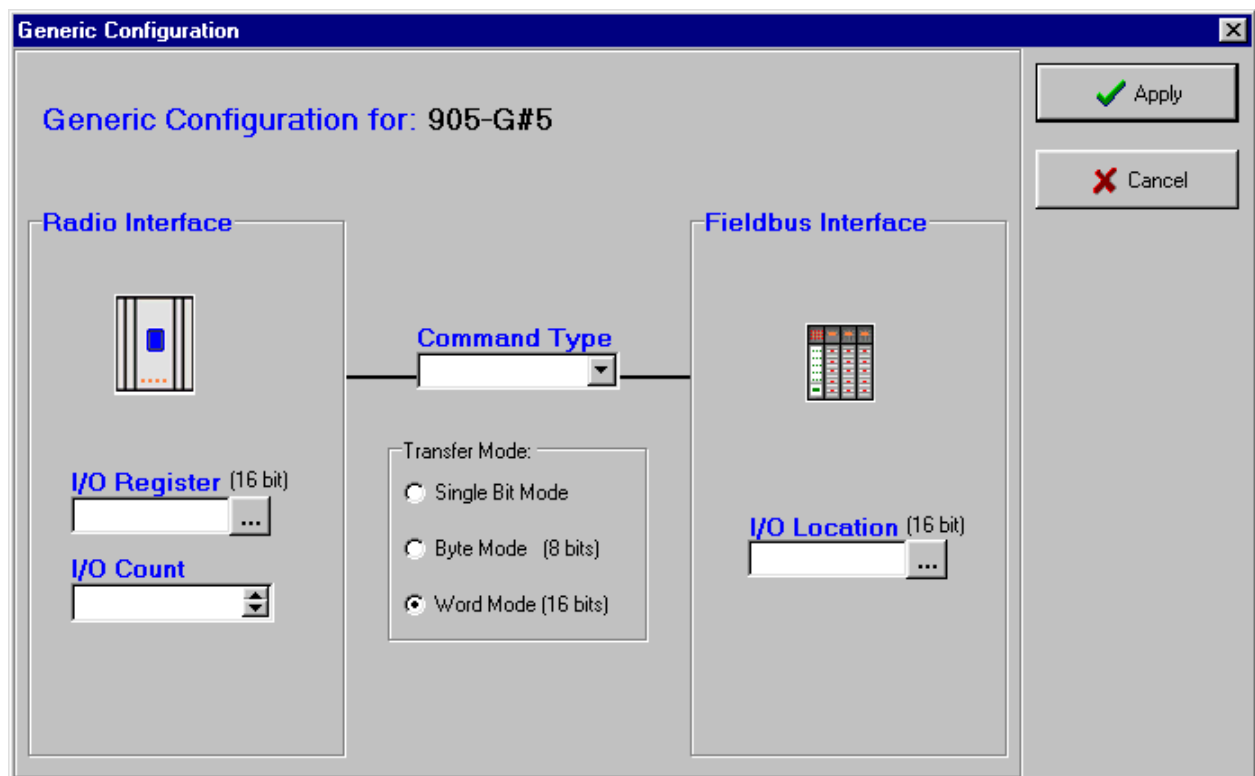 Generic Configuration
Generic Configuration for: 905-G#5
Apply
Cancel
Radio Interface
Fieldbus Interface
Command Type
Transfer Mode:
Single Bit Mode
Byte Mode (8 bits)
Word Mode (16 bits)
I/O Register (16 bit)
...
I/O Count
I/O Location (16 bit)
...